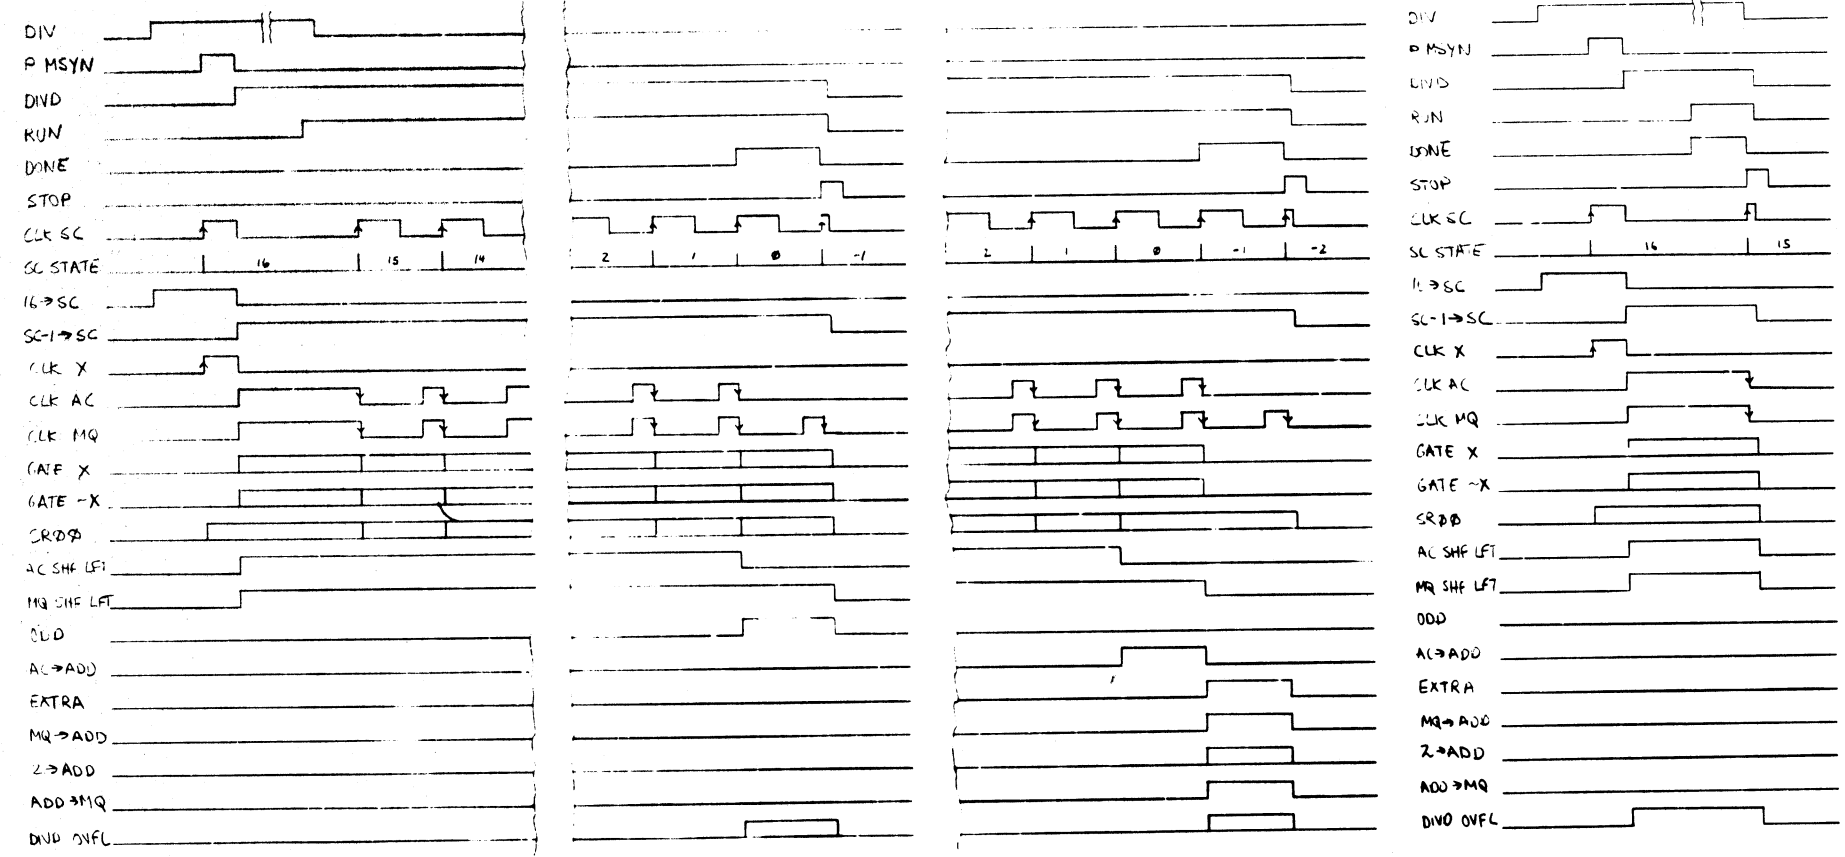 DIV
P MSYN
DIVD
RUN
DONE
STOP
CLK SC
SC STATE 16 15 14
16→SC
SC-1→SC
CLK X
CLK AC
CLK MQ
GATE X
GATE ~X
SRØØ
AC SHF LFT
MQ SHF LFT
AC→ADD
EXTRA
MQ→ADD
2→ADD
ADD→MQ
DIVD OVFL
2 1 Ø -1
2 1 Ø -1 -2
DIV
P MSYN
DIVD
RUN
DONE
STOP
CLK SC
SC STATE 16 15
→SC
SC-1→SC
CLK X
CLK AC
CLK MQ
GATE X
GATE ~X
SRØØ
AC SHF LFT
MQ SHF LFT
ODD
AC→ADD
EXTRA
MQ→ADD
2→ADD
ADD→MQ
DIVD OVFL